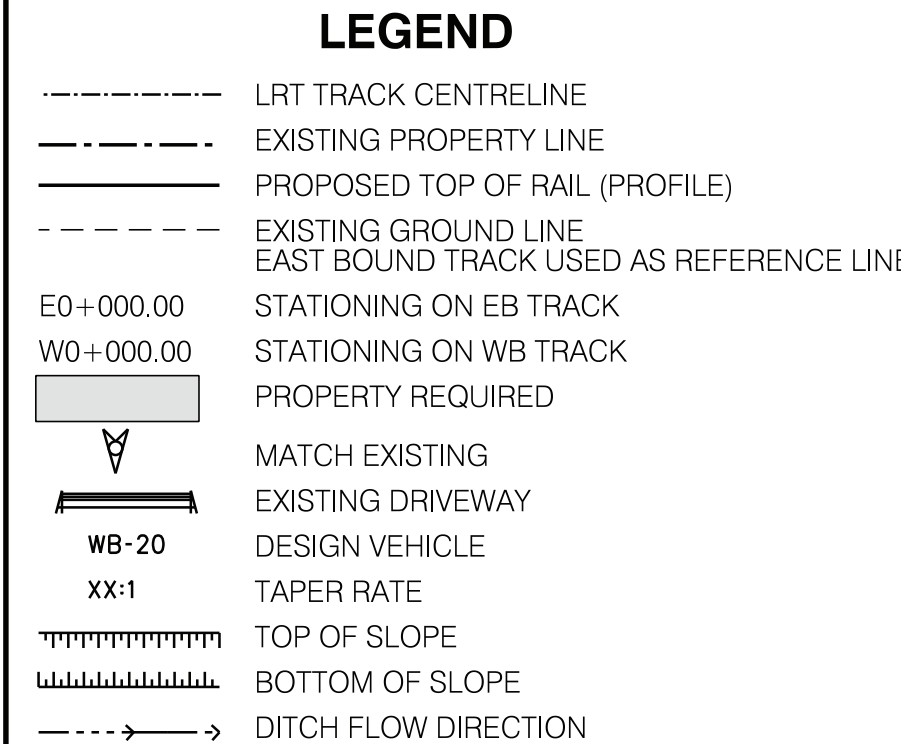 LEGEND
LRT TRACK CENTRELINE
EXISTING PROPERTY LINE
PROPOSED TOP OF RAIL (PROFILE)
EXISTING GROUND LINE
EAST BOUND TRACK USED AS REFERENCE LINE
E0+000.00 STATIONING ON EB TRACK
W0+000.00 STATIONING ON WB TRACK
PROPERTY REQUIRED
MATCH EXISTING
EXISTING DRIVEWAY
WB-20 DESIGN VEHICLE
XX:1 TAPER RATE
TOP OF SLOPE
BOTTOM OF SLOPE
DITCH FLOW DIRECTION